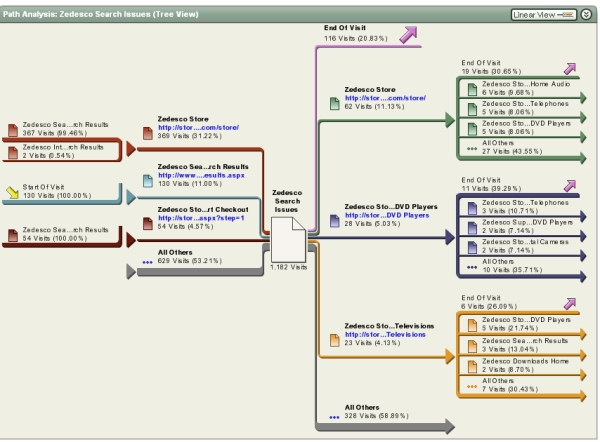 Path Analysis: Zedesco Search Issues (Tree View)
Linear View
End Of Visit
116 Visits (20.83%)
End Of Visit
19 Visits (30.65%)
Zedesco Sto...Home Audio
6 Visits (9.68%)
Zedesco Sto...Telephones
5 Visits (8.06%)
Zedesco Sto...DVD Players
5 Visits (8.06%)
All Others
27 Visits (43.55%)
Zedesco Store
http://stor....com/store/
62 Visits (11.13%)
Zedesco Sea...rch Results
367 Visits (99.46%)
Zedesco Int...rch Results
2 Visits (0.54%)
Zedesco Store
http://stor....com/store/
369 Visits (31.22%)
Start Of Visit
130 Visits (100.00%)
Zedesco Sea...rch Results
http://www....esults.aspx
130 Visits (11.00%)
Zedesco Sea...rch Results
54 Visits (100.00%)
Zedesco Sto...rt Checkout
http://stor...aspx?step=1
54 Visits (4.57%)
All Others
629 Visits (53.21%)
Zedesco
Search
Issues
1,182 Visits
Zedesco Sto...DVD Players
http://stor...DVD Players
28 Visits (5.03%)
End Of Visit
11 Visits (39.29%)
Zedesco Sto...Telephones
3 Visits (10.71%)
Zedesco Sup...DVD Players
2 Visits (7.14%)
Zedesco Sto...tal Cameras
2 Visits (7.14%)
All Others
10 Visits (35.71%)
Zedesco Sto...Televisions
http://stor...Televisions
23 Visits (4.13%)
End Of Visit
6 Visits (26.09%)
Zedesco Sto...DVD Players
5 Visits (21.74%)
Zedesco Sea...rch Results
3 Visits (13.04%)
Zedesco Downloads Home
2 Visits (8.70%)
All Others
7 Visits (30.43%)
All Others
328 Visits (58.89%)